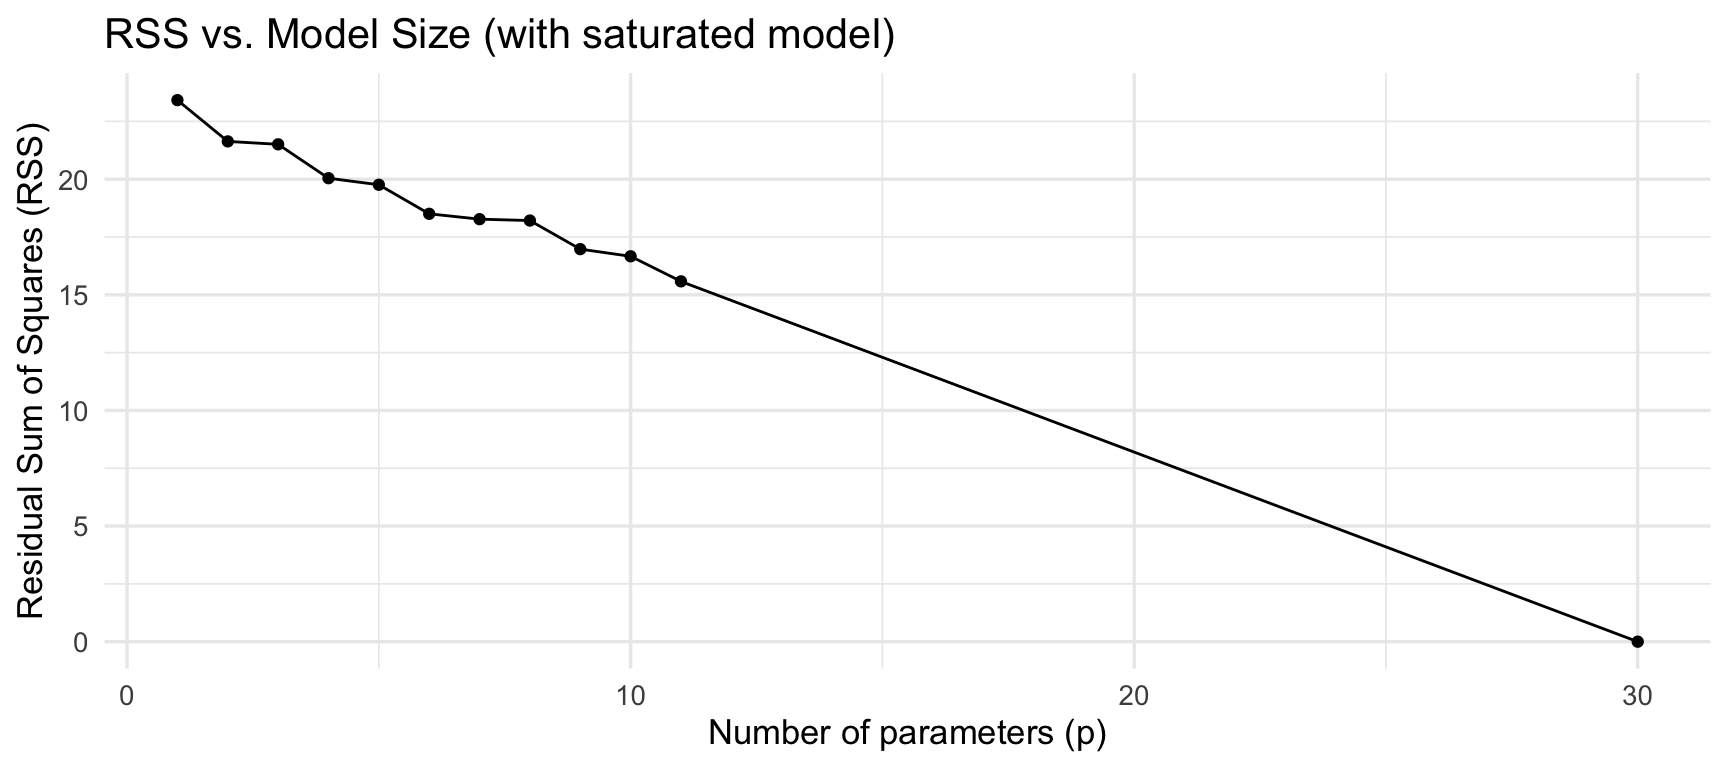 RSS vs. Model Size (with saturated model)
Residual Sum of Squares (RSS)
20
15
10
5
0
0 10 20 30
Number of parameters (p)